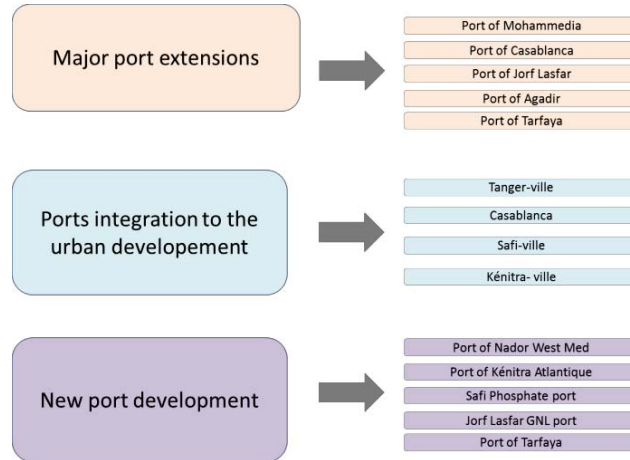 Major port extensions
Port of Mohammedia
Port of Casablanca
Port of Jorf Lasfar
Port of Agadir
Port of Tarfaya
Ports integration to the
urban developement
Tanger-ville
Casablanca
Safi-ville
Kénitra- ville
New port development
Port of Nador West Med
Port of Kénitra Atlantique
Safi Phosphate port
Jorf Lasfar GNL port
Port of Tarfaya